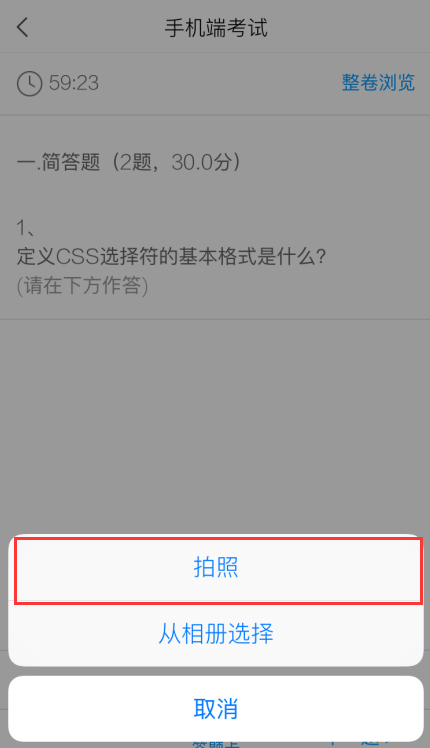 手机端考试
59:23
整卷浏览
一.简答题（2题，30.0分）
1、
定义CSS选择符的基本格式是什么?
(请在下方作答)
拍照
从相册选择
取消